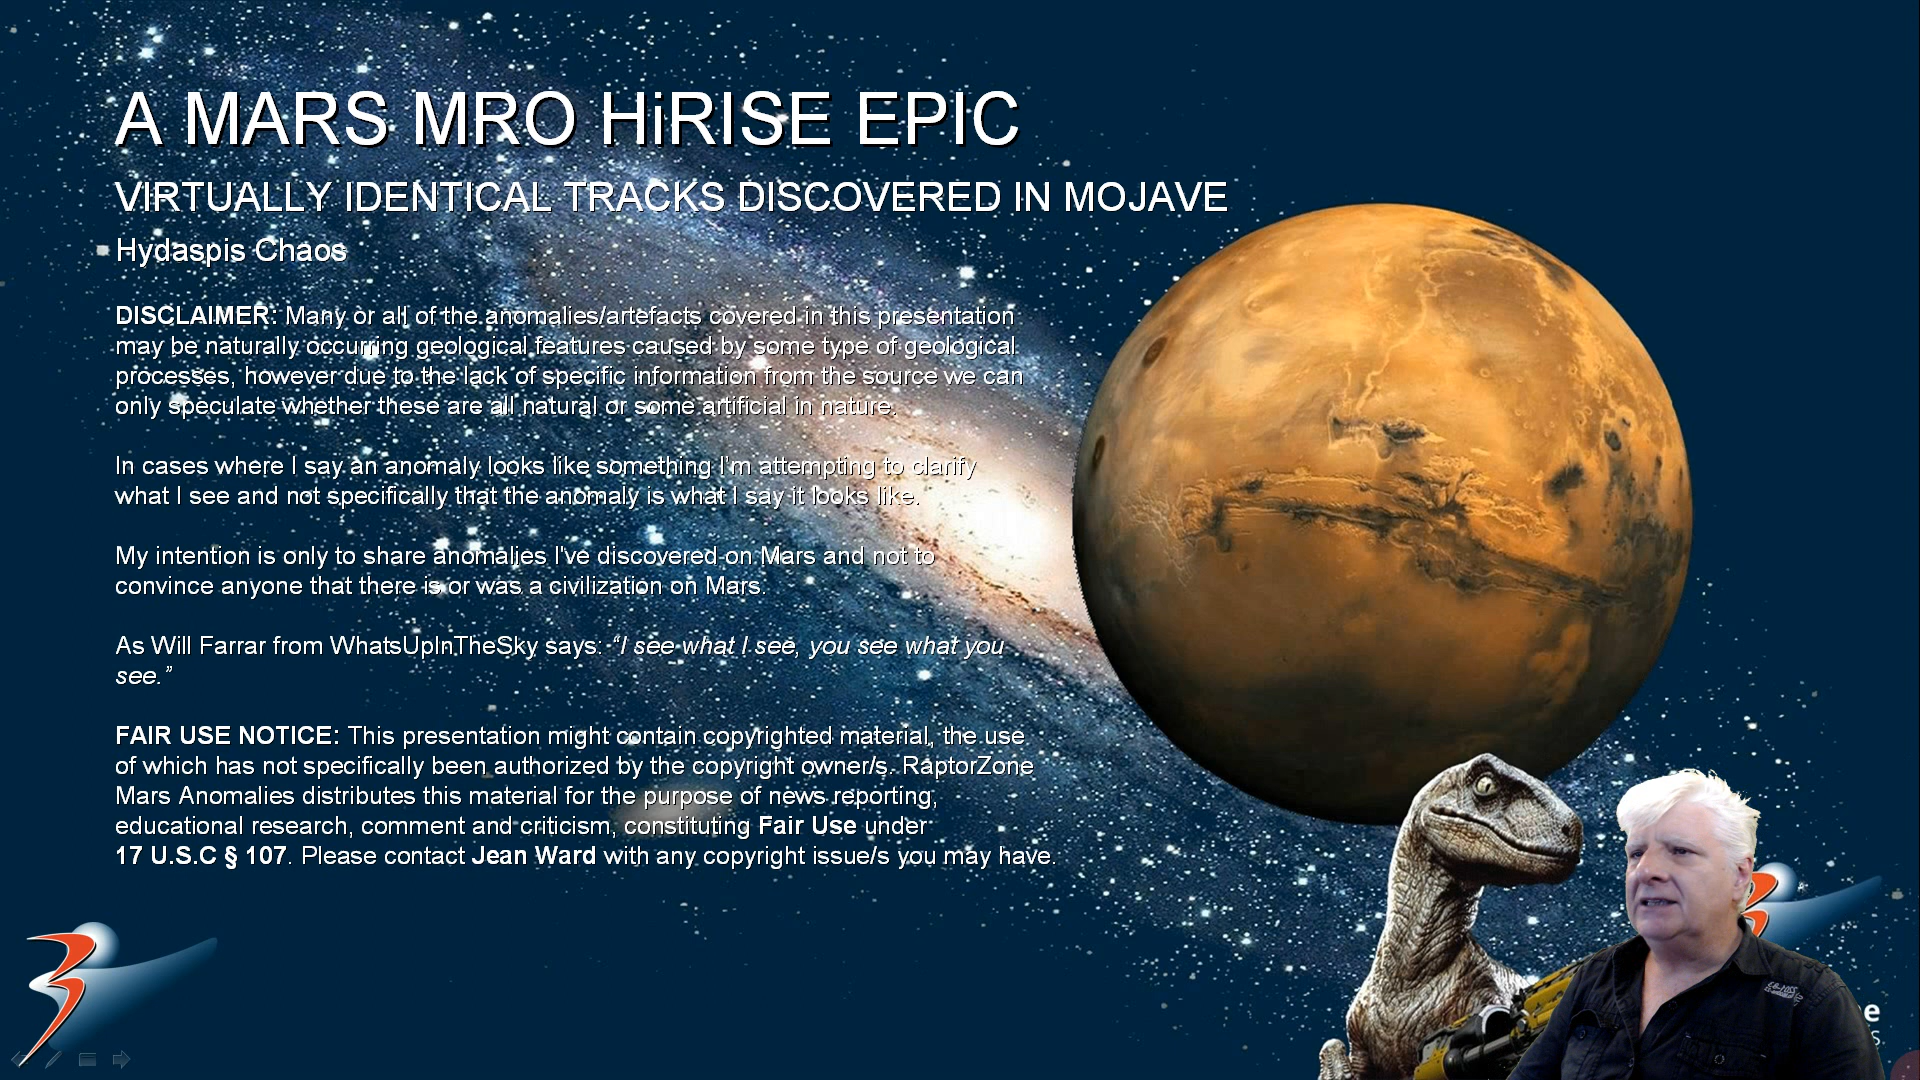 A MARS MRO HiRISE EPIC
VIRTUALLY IDENTICAL TRACKS DISCOVERED IN MOJAVE
Hydaspis Chaos
DISCLAIMER: Many or all of the anomalies/artefacts covered in this presentation
may be naturally occurring geological features caused by some type of geological
processes, however due to the lack of specific information from the source we can
only speculate whether these are all natural or some artificial in nature.
In cases where I say an anomaly looks like something I'm attempting to clarify
what I see and not specifically that the anomaly is what I say it looks like.
My intention is only to share anomalies I've discovered on Mars and not to
convince anyone that there is or was a civilization on Mars.
As Will Farrar from WhatsUpInTheSky says: “I see what I see, you see what you
see.”
FAIR USE NOTICE: This presentation might contain copyrighted material, the use
of which has not specifically been authorized by the copyright owner/s. RaptorZone
Mars Anomalies distributes this material for the purpose of news reporting,
educational research, comment and criticism, constituting Fair Use under
17 U.S.C § 107. Please contact Jean Ward with any copyright issue/s you may have.